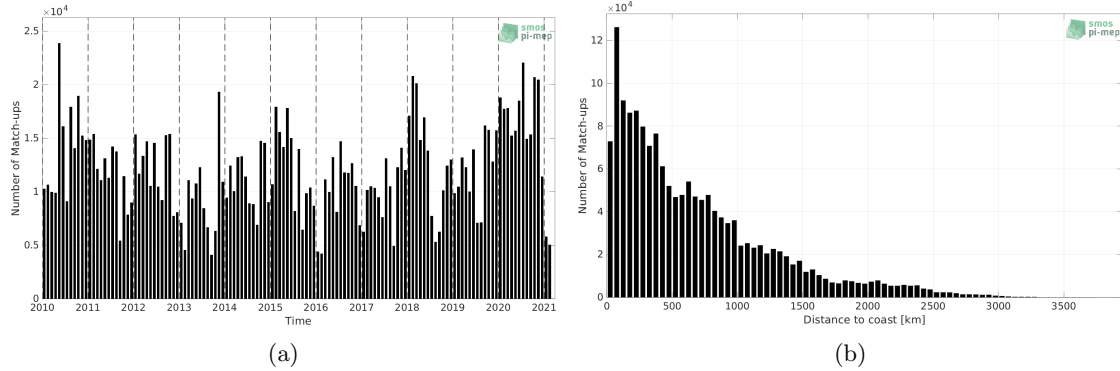 ×10⁴
smos
pi-mep
2.5
2
1.5
1
0.5
0
Number of Match-ups
2010 2011 2012 2013 2014 2015 2016 2017 2018 2019 2020 2021
Time
(a)
×10⁴
smos
pi-mep
12
10
8
6
4
2
0
Number of Match-ups
0 500 1000 1500 2000 2500 3000 3500
Distance to coast [km]
(b)